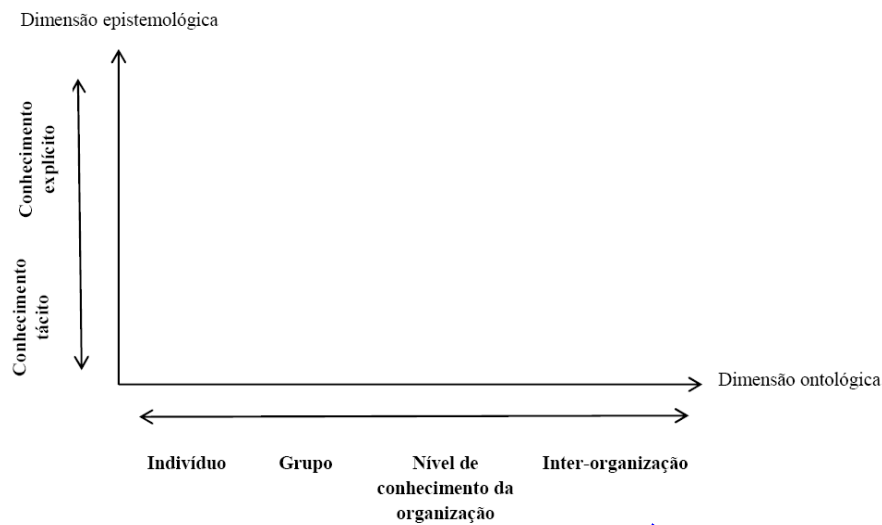 Dimensão epistemológica
Conhecimento
explícito
Conhecimento
tácito
Dimensão ontológica
Indivíduo
Grupo
Nível de
conhecimento da
organização
Inter-organização